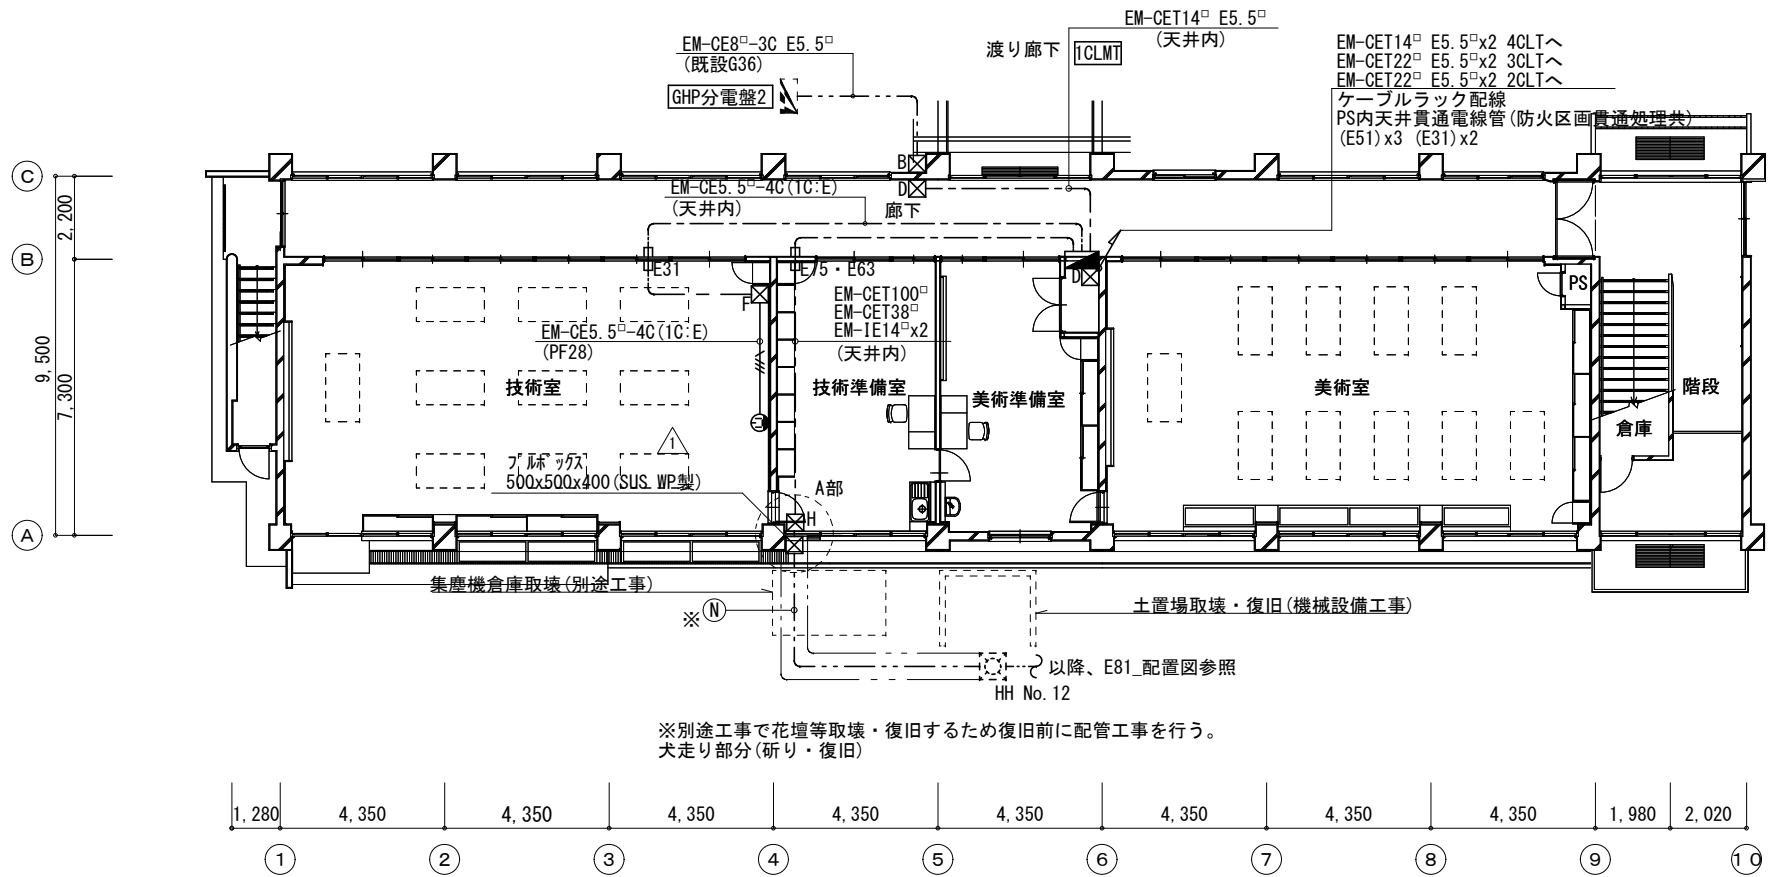 EM-CET14□ E5.5□
(天井内)
EM-CE8□-3C E5.5□
(既設G36)
渡り廊下
1CLMT
EM-CET14□ E5.5□x2 4CLTへ
EM-CET22□ E5.5□x2 3CLTへ
EM-CET22□ E5.5□x2 2CLTへ
ケーブルラック配線
PS内天井貫通電線管(防火区画貫通処理共)
(E51)x3 (E31)x2
GHP分電盤2
B
C
D
EM-CE5.5□-4C(1C:E)
(天井内)
廊下
2,200
B
E31
E75・E63
D
PS
F
EM-CET100□
EM-CET38□
EM-IE14□x2
(天井内)
EM-CE5.5□-4C(1C:E)
(PF28)
9,500
7,300
技術室
技術準備室
美術準備室
美術室
階段
倉庫
1
プルボックス
500x500x400(SUS WP製)
A部
H
A
集塵機倉庫取壊(別途工事)
※
N
土置場取壊・復旧(機械設備工事)
以降、E81_配置図参照
HH No.12
※別途工事で花壇等取壊・復旧するため復旧前に配管工事を行う。
犬走り部分(斫り・復旧)
1,280 4,350 4,350 4,350 4,350 4,350 4,350 4,350 4,350 1,980 2,020
1 2 3 4 5 6 7 8 9 10